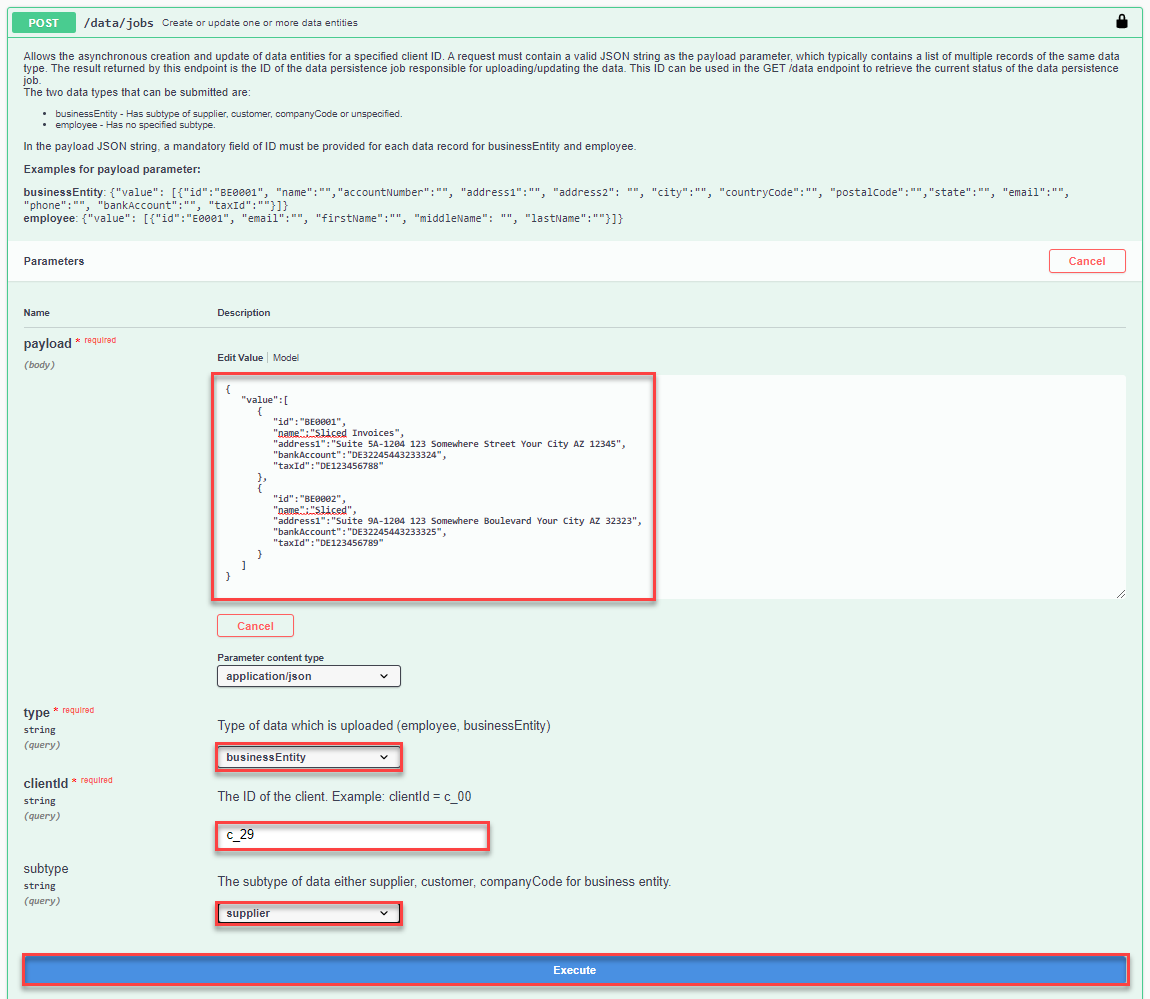 POST /data/jobs Create or update one or more data entities
Allows the asynchronous creation and update of data entities for a specified client ID. A request must contain a valid JSON string as the payload parameter, which typically contains a list of multiple records of the same data
type. The result returned by this endpoint is the ID of the data persistence job responsible for uploading/updating the data. This ID can be used in the GET /data endpoint to retrieve the current status of the data persistence
job.
The two data types that can be submitted are:
• businessEntity - Has subtype of supplier, customer, companyCode or unspecified.
• employee - Has no specified subtype.
In the payload JSON string, a mandatory field of ID must be provided for each data record for businessEntity and employee.
Examples for payload parameter:
businessEntity: {"value": [{"id":"BE0001", "name":"","accountNumber":"", "address1":"", "address2": "", "city":"", "countryCode":"", "postalCode":"","state":"", "email":"",
"phone":"", "bankAccount":"", "taxId":""}]}
employee: {"value": [{"id":"E0001", "email":"", "firstName":"", "middleName": "", "lastName":""}]}
Parameters Cancel
Name Description
payload * required
(body)
Edit Value | Model
{
"value":[
{
"id":"BE0001",
"name":"Sliced Invoices",
"address1":"Suite 5A-1204 123 Somewhere Street Your City AZ 12345",
"bankAccount":"DE32245443233324",
"taxId":"DE123456788"
},
{
"id":"BE0002",
"name":"Sliced",
"address1":"Suite 9A-1204 123 Somewhere Boulevard Your City AZ 32323",
"bankAccount":"DE32245443233325",
"taxId":"DE123456789"
}
]
}
Cancel
Parameter content type
application/json
type * required
string
(query)
Type of data which is uploaded (employee, businessEntity)
businessEntity
clientId * required
string
(query)
The ID of the client. Example: clientId = c_00
c_29
subtype
string
(query)
The subtype of data either supplier, customer, companyCode for business entity.
supplier
Execute